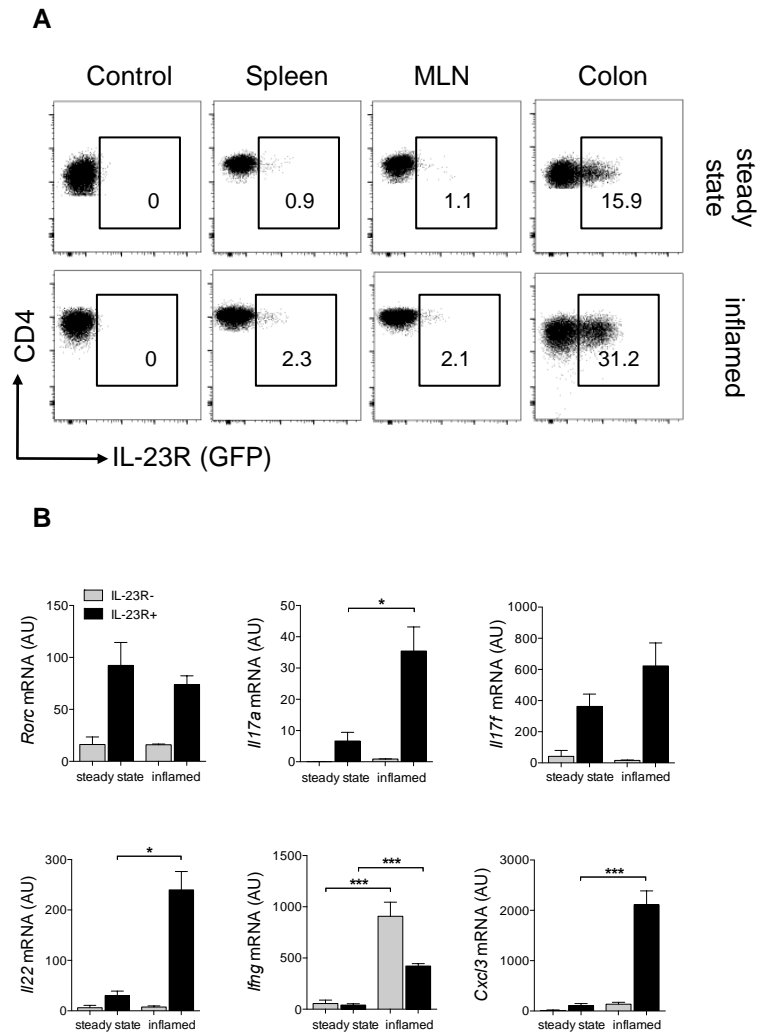 A
Control Spleen MLN Colon
0 0.9 1.1 15.9
steady
state
0 2.3 2.1 31.2
inflamed
CD4
IL-23R (GFP)
B
IL-23R-
IL-23R+
Rorc mRNA (AU)
150
100
50
0
steady state inflamed
Il17a mRNA (AU)
50
40
30
20
10
0
*
steady state inflamed
Il17f mRNA (AU)
1000
800
600
400
200
0
steady state inflamed
Il22 mRNA (AU)
300
200
100
0
*
steady state inflamed
Ifng mRNA (AU)
1500
1000
500
0
***
***
steady state inflamed
Cxcl3 mRNA (AU)
3000
2000
1000
0
***
steady state inflamed